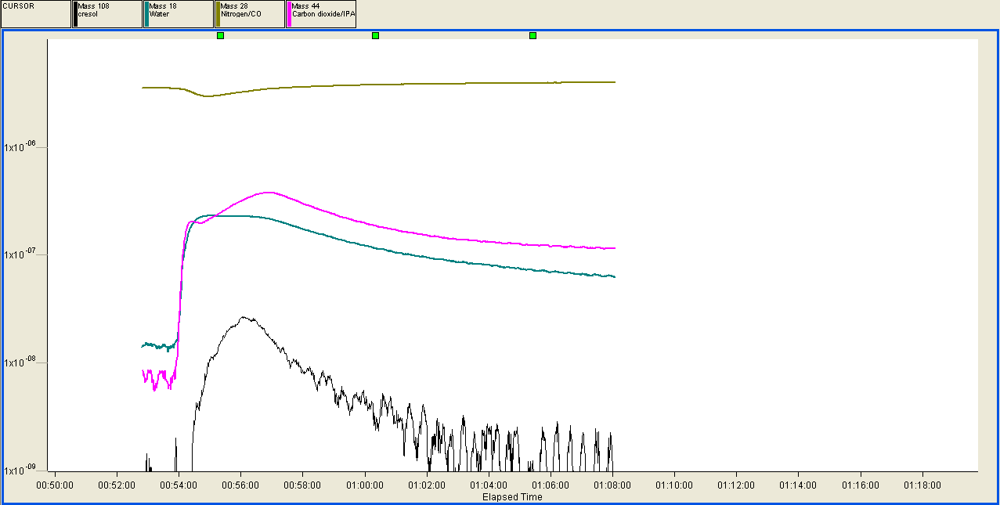 CURSOR
Mass 108
cresol
Mass 18
Water
Mass 28
Nitrogen/CO
Mass 44
Carbon dioxide/IPA
1x10 -06
1x10 -07
1x10 -08
1x10 -09
00:50:00 00:52:00 00:54:00 00:56:00 00:58:00 01:00:00 01:02:00 01:04:00 01:06:00 01:08:00 01:10:00 01:12:00 01:14:00 01:16:00 01:18:00
Elapsed Time